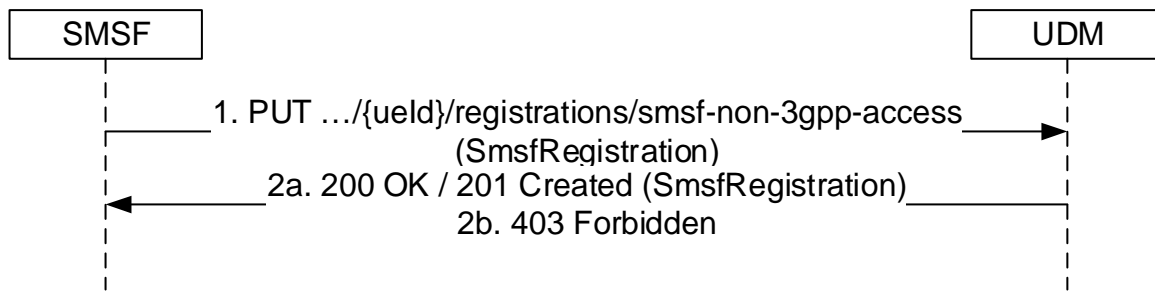 SMSF
UDM
1. PUT …/{ueId}/registrations/smsf-non-3gpp-access
(SmsfRegistration)
2a. 200 OK / 201 Created (SmsfRegistration)
2b. 403 Forbidden